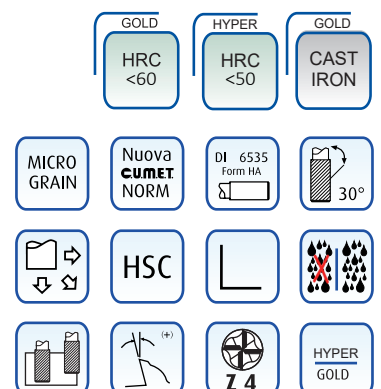 GOLD
HYPER
GOLD
HRC
<60
HRC
<50
CAST
IRON
MICRO
GRAIN
Nuova
C.U.M.E.T.
NORM
DI 6535
Form HA
30°
HSC
(+)
Z 4
HYPER
GOLD